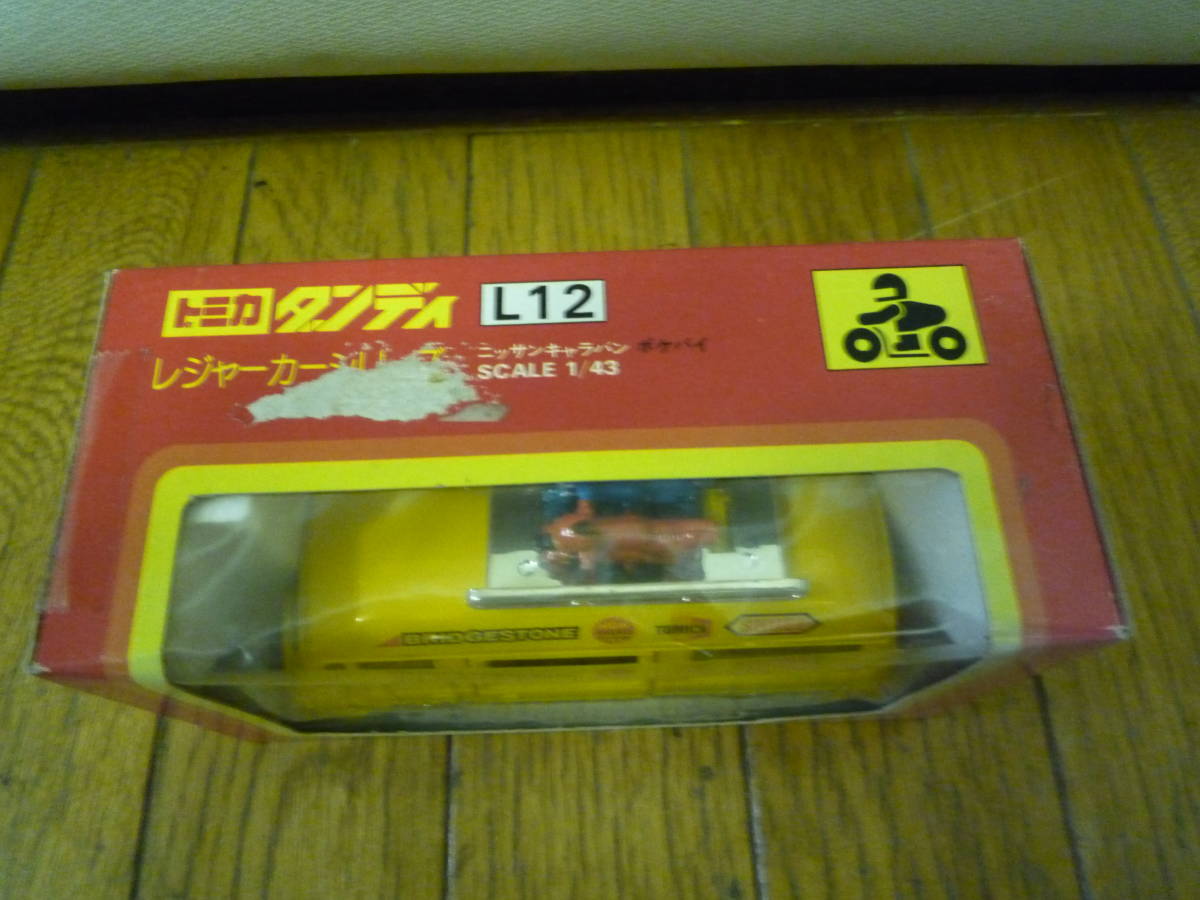 トミカ ダンディ L12
レジャーカーシリーズ
ニッサンキャラバン ポケバイ
SCALE 1/43
BRIDGESTONE
TOMICA